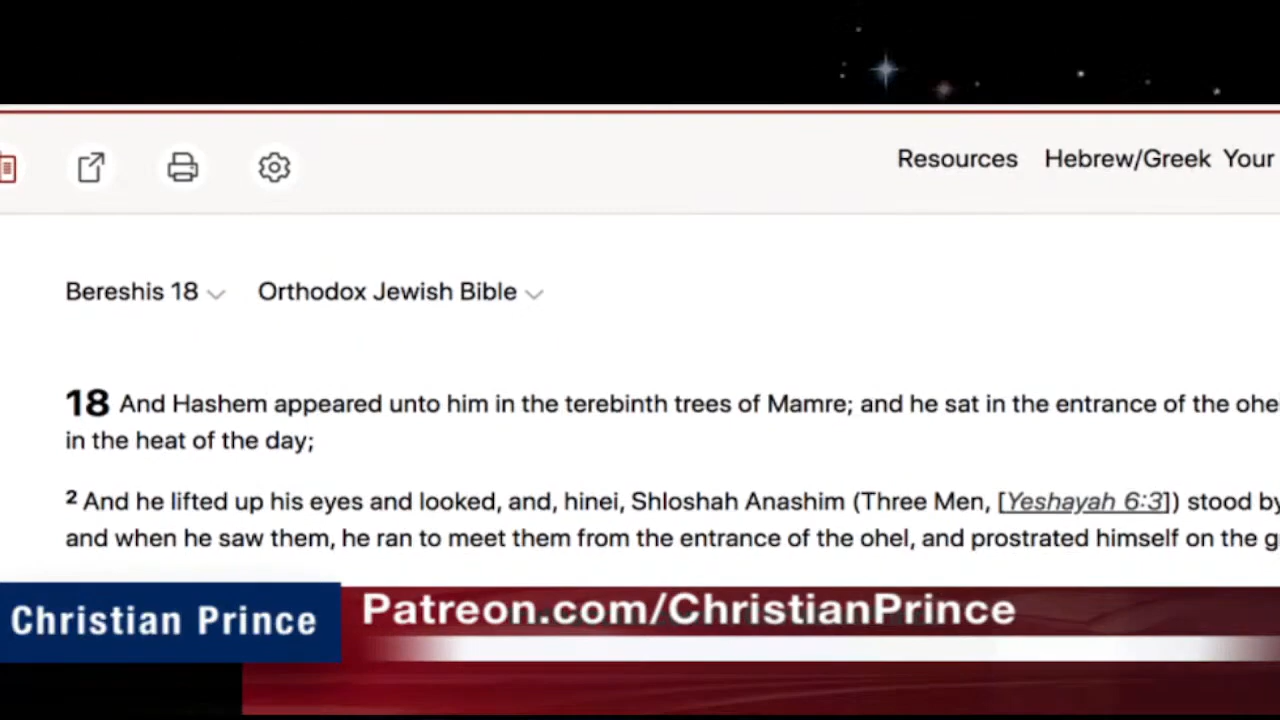 Resources Hebrew/Greek Your
Bereshis 18 Orthodox Jewish Bible
18 And Hashem appeared unto him in the terebinth trees of Mamre; and he sat in the entrance of the ohe
in the heat of the day;
2 And he lifted up his eyes and looked, and, hinei, Shloshah Anashim (Three Men, [Yeshayah 6:3]) stood by
and when he saw them, he ran to meet them from the entrance of the ohel, and prostrated himself on the g
Christian Prince
Patreon.com/ChristianPrince